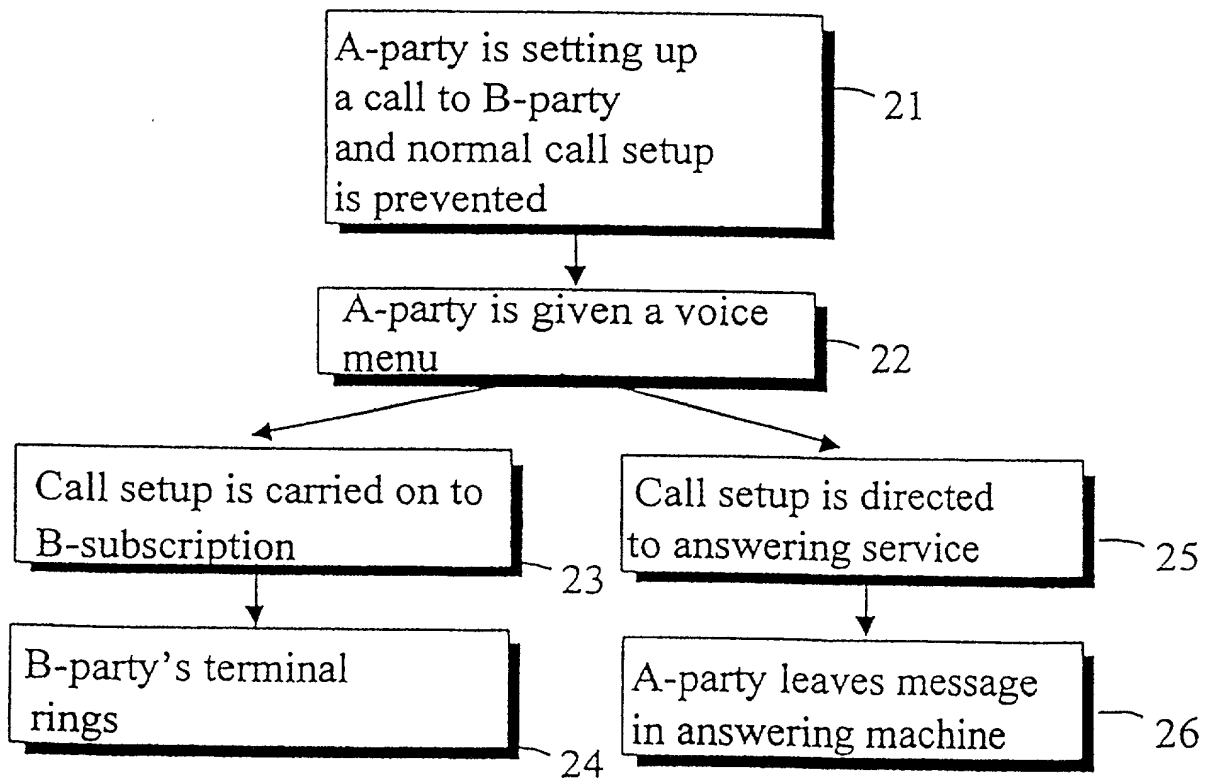 A-party is setting up
a call to B-party
and normal call setup
is prevented
21
A-party is given a voice
menu
22
Call setup is carried on to
B-subscription
23
Call setup is directed
to answering service
25
B-party's terminal
rings
24
A-party leaves message
in answering machine
26